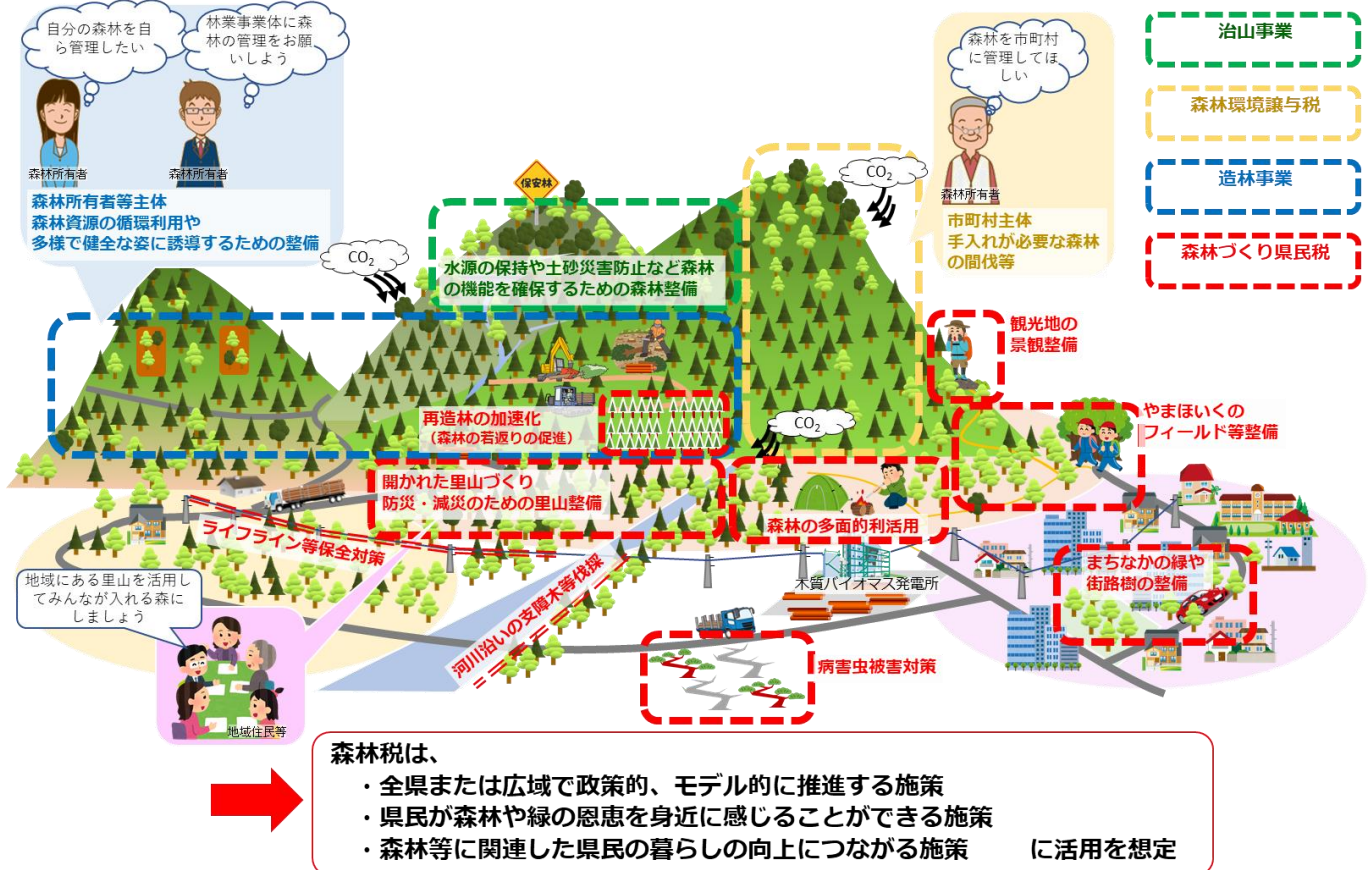 自分の森林を自
ら管理したい
林業事業体に森
林の管理をお願
いしよう
森林所有者
森林所有者
森林所有者等主体
森林資源の循環利用や
多様で健全な姿に誘導するための整備
森林を市町村
に管理してほ
しい
森林所有者
市町村主体
手入れが必要な森林
の間伐等
治山事業
森林環境譲与税
造林事業
森林づくり県民税
保安林
CO2
CO2
水源の保持や土砂災害防止など森林
の機能を確保するための森林整備
観光地の
景観整備
再造林の加速化
（森林の若返りの促進）
CO2
やまほいくの
フィールド等整備
開かれた里山づくり
防災・減災のための里山整備
森林の多面的利活用
ライフライン等保全対策
まちなかの緑や
街路樹の整備
木質バイオマス発電所
地域にある里山を活用し
てみんなが入れる森に
しましょう
河川沿いの支障木等伐採
病害虫被害対策
地域住民等
森林税は、
・全県または広域で政策的、モデル的に推進する施策
・県民が森林や緑の恩恵を身近に感じることができる施策
・森林等に関連した県民の暮らしの向上につながる施策　　に活用を想定